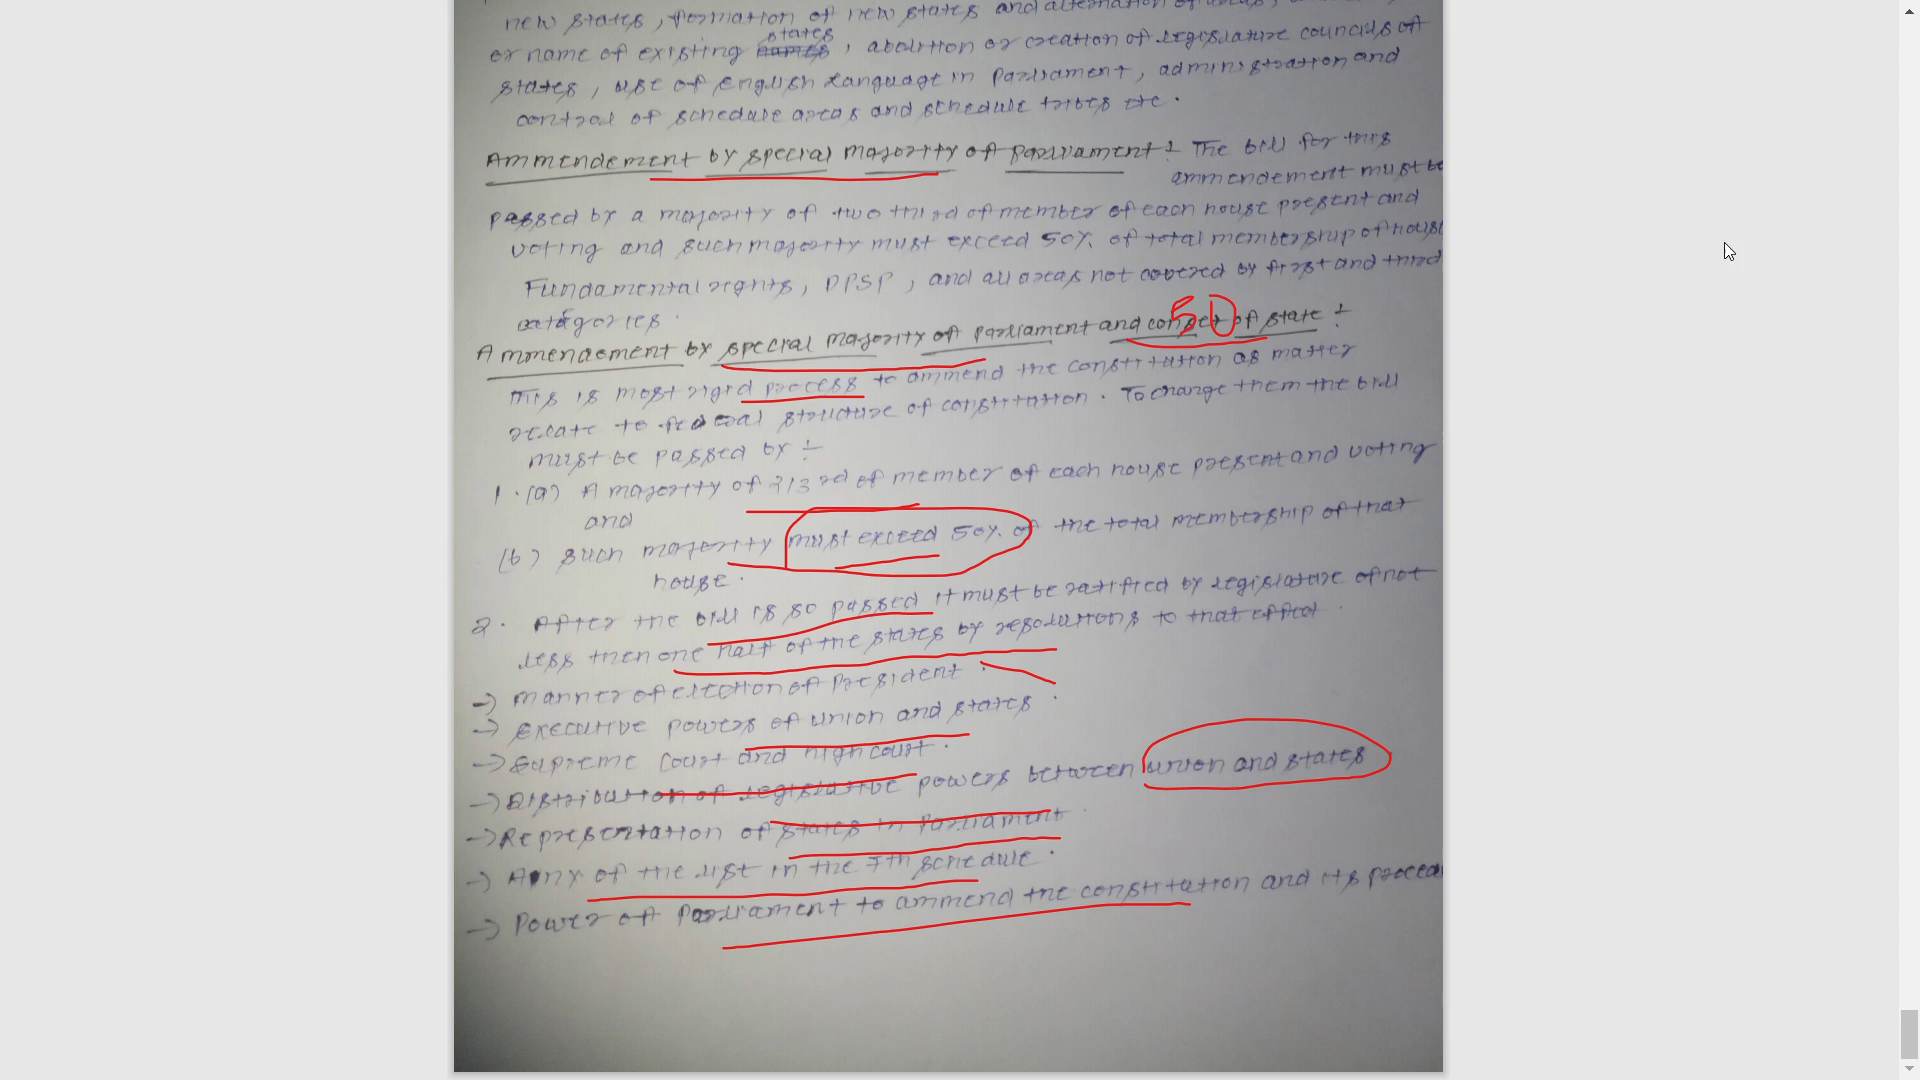 new states, formation of new states and alternation of areas,
states
or name of existing names, abolition or creation of legislature councils of
states, use of english language in parliament, administration and
control of schedule areas and schedule tribes etc.
Ammendement by special majority of parliament : The bill for this
ammendement must be
passed by a majority of two third of member of each house present and
voting and such majority must exceed 50% of total membership of house
Fundamental rights, DPSP, and all areas not covered by first and third
categories.
50
Ammendement by special majority of parliament and conset of state :
This is most rigid process to ammend the constitution as matter
relate to fedral structure of constitution. To change them the bill
must be passed by :
1. (a) A majority of 2/3 rd of member of each house present and voting
and
(b) such majority must exceed 50% of the total membership of that
house.
2. After the bill is so passed it must be ratified by legislature of not
less then one half of the states by resolutions to that effect.
→ manner of election of president.
→ executive powers of union and states.
→ Supreme court and high court.
→ Distribution of legislative powers between union and states
→ Representation of states in parliament.
→ Any of the list in the 7th schedule.
→ Power of parliament to ammend the constitution and its